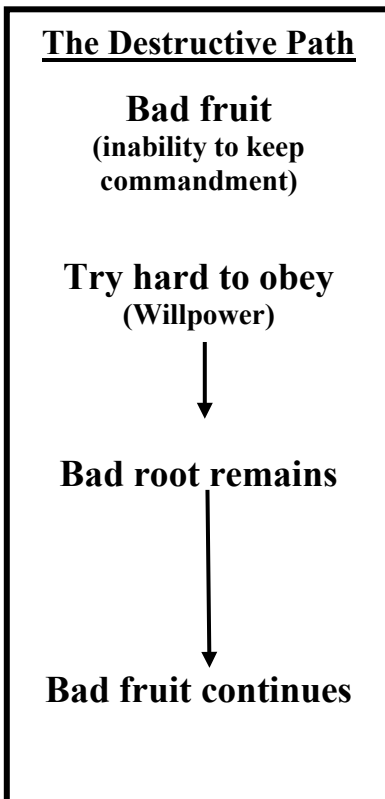 The Destructive Path
Bad fruit
(inability to keep
commandment)
Try hard to obey
(Willpower)
Bad root remains
Bad fruit continues